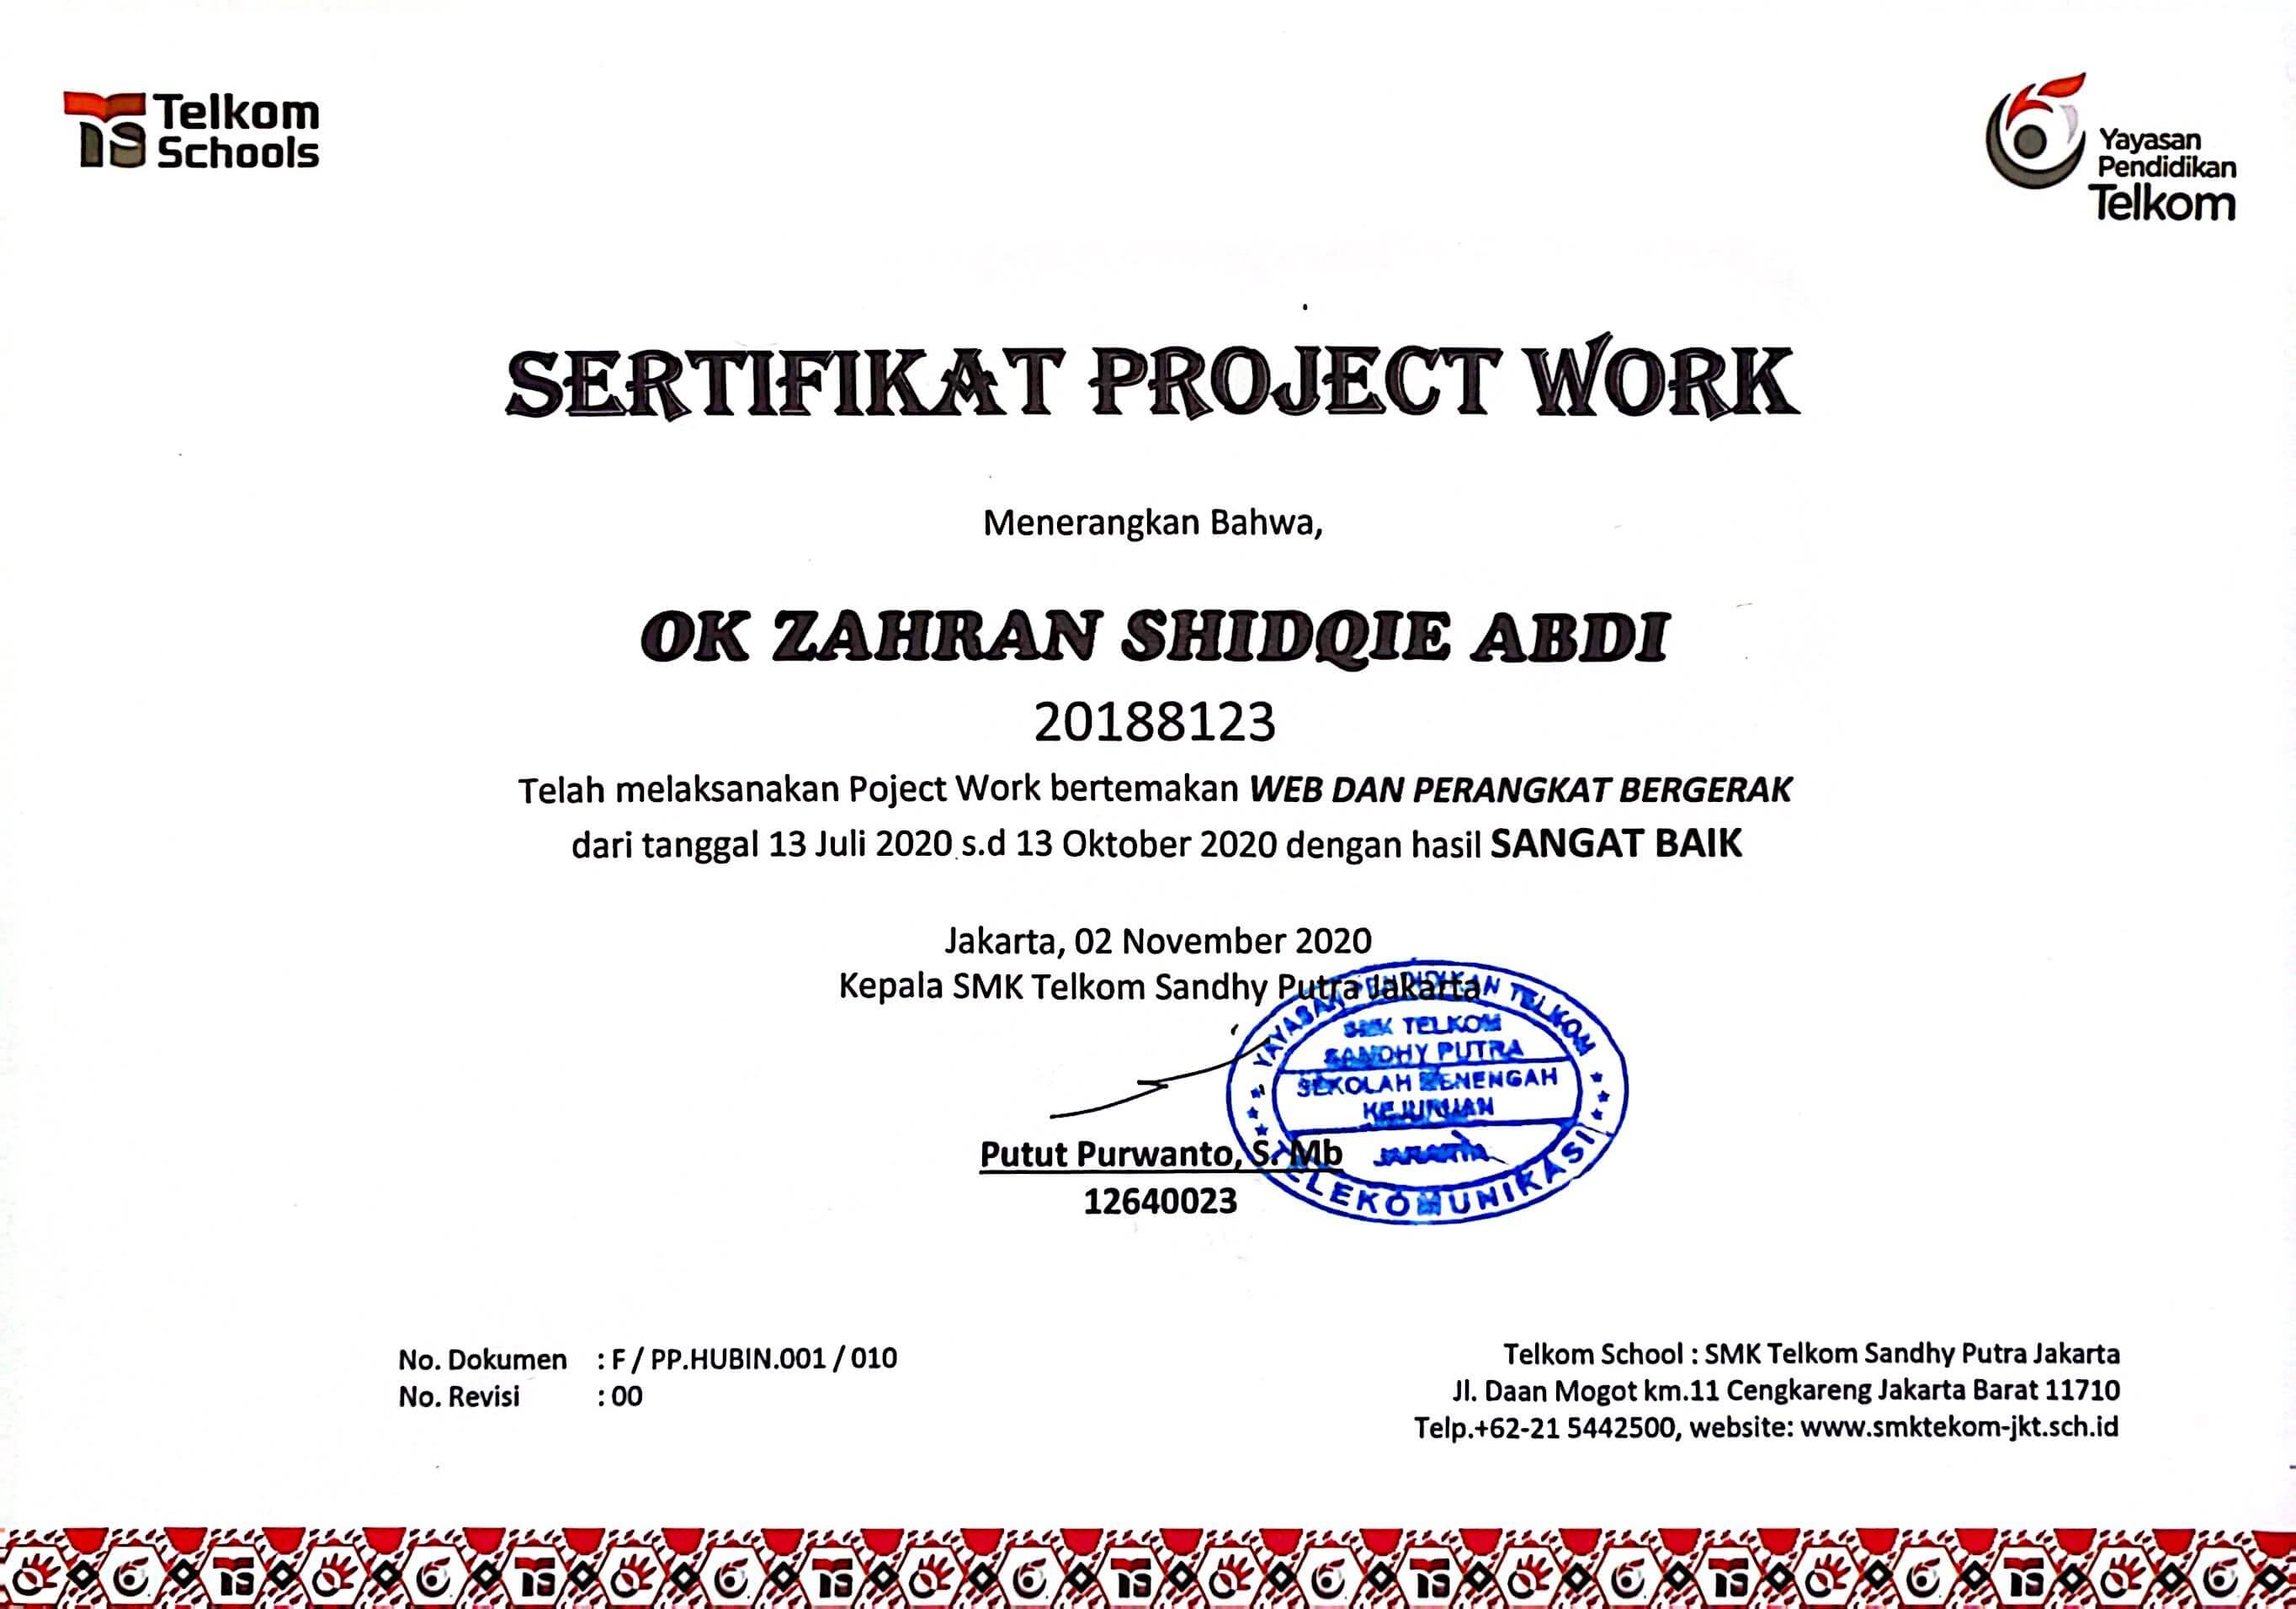 Telkom
Schools
Yayasan
Pendidikan
Telkom
SERTIFIKAT PROJECT WORK
Menerangkan Bahwa,
OK ZAHRAN SHIDQIE ABDI
20188123
Telah melaksanakan Poject Work bertemakan WEB DAN PERANGKAT BERGERAK
dari tanggal 13 Juli 2020 s.d 13 Oktober 2020 dengan hasil SANGAT BAIK
Jakarta, 02 November 2020
Kepala SMK Telkom Sandhy Putra Jakarta
YAYASAN PENDIDIKAN TELKOM
SMK TELKOM
SANDHY PUTRA
SEKOLAH MENENGAH
KEJURUAN
JAKARTA
TELEKOMUNIKASI
Putut Purwanto, S. Mb
12640023
No. Dokumen : F / PP.HUBIN.001 / 010
No. Revisi : 00
Telkom School : SMK Telkom Sandhy Putra Jakarta
Jl. Daan Mogot km.11 Cengkareng Jakarta Barat 11710
Telp.+62-21 5442500, website: www.smktekom-jkt.sch.id